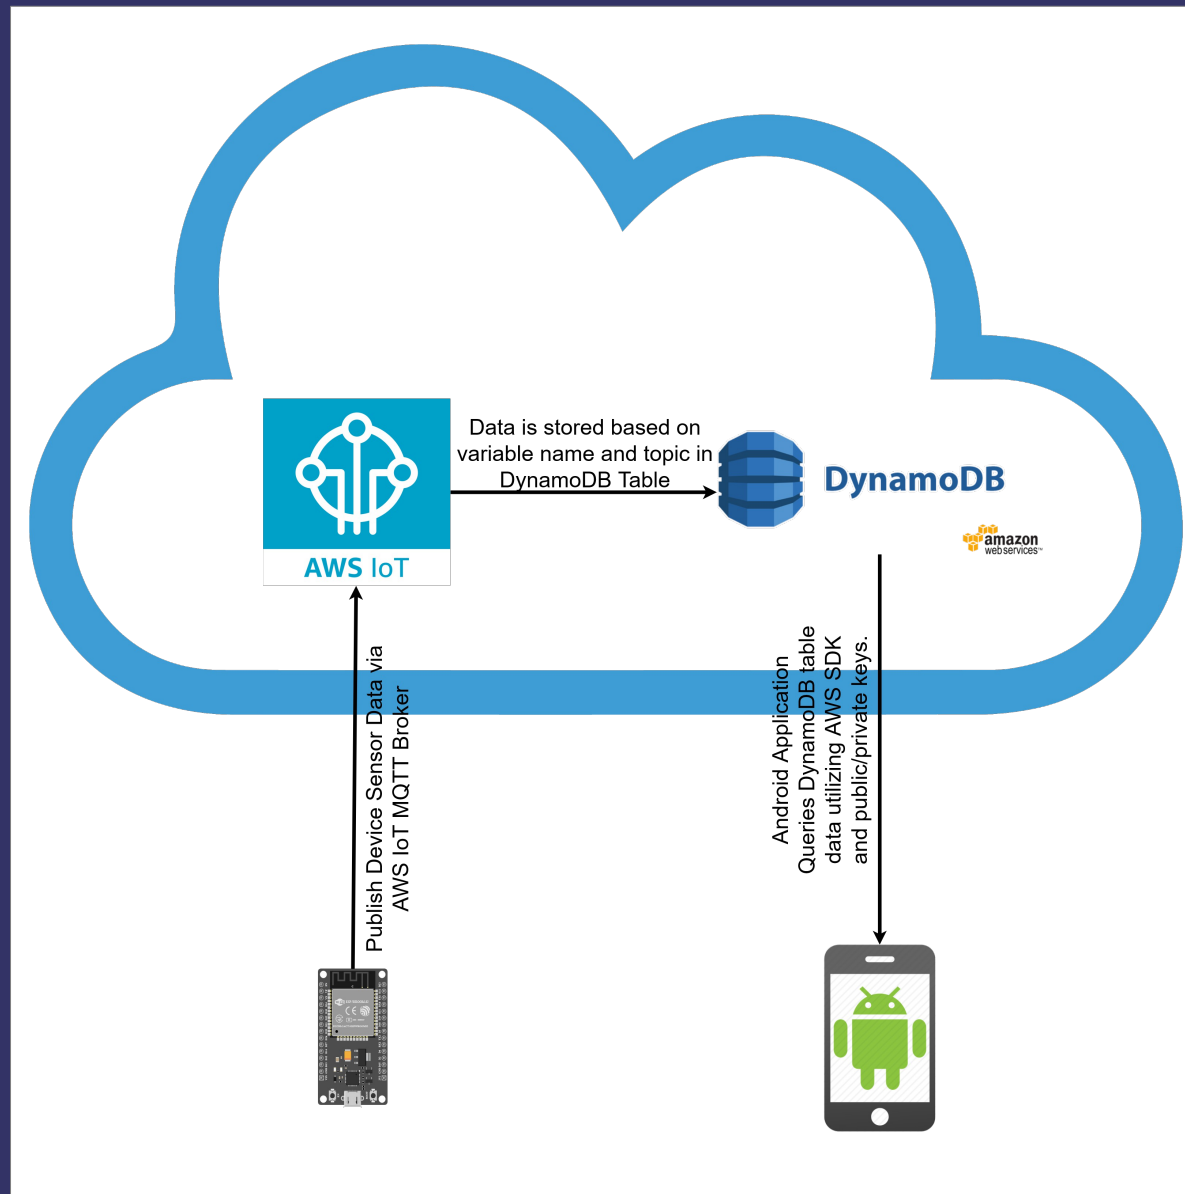 Data is stored based on
variable name and topic in
DynamoDB Table
DynamoDB
amazon
web services™
AWS IoT
Publish Device Sensor Data via
AWS IoT MQTT Broker
Android Application
Queries DynamoDB table
data utilizing AWS SDK
and public/private keys.